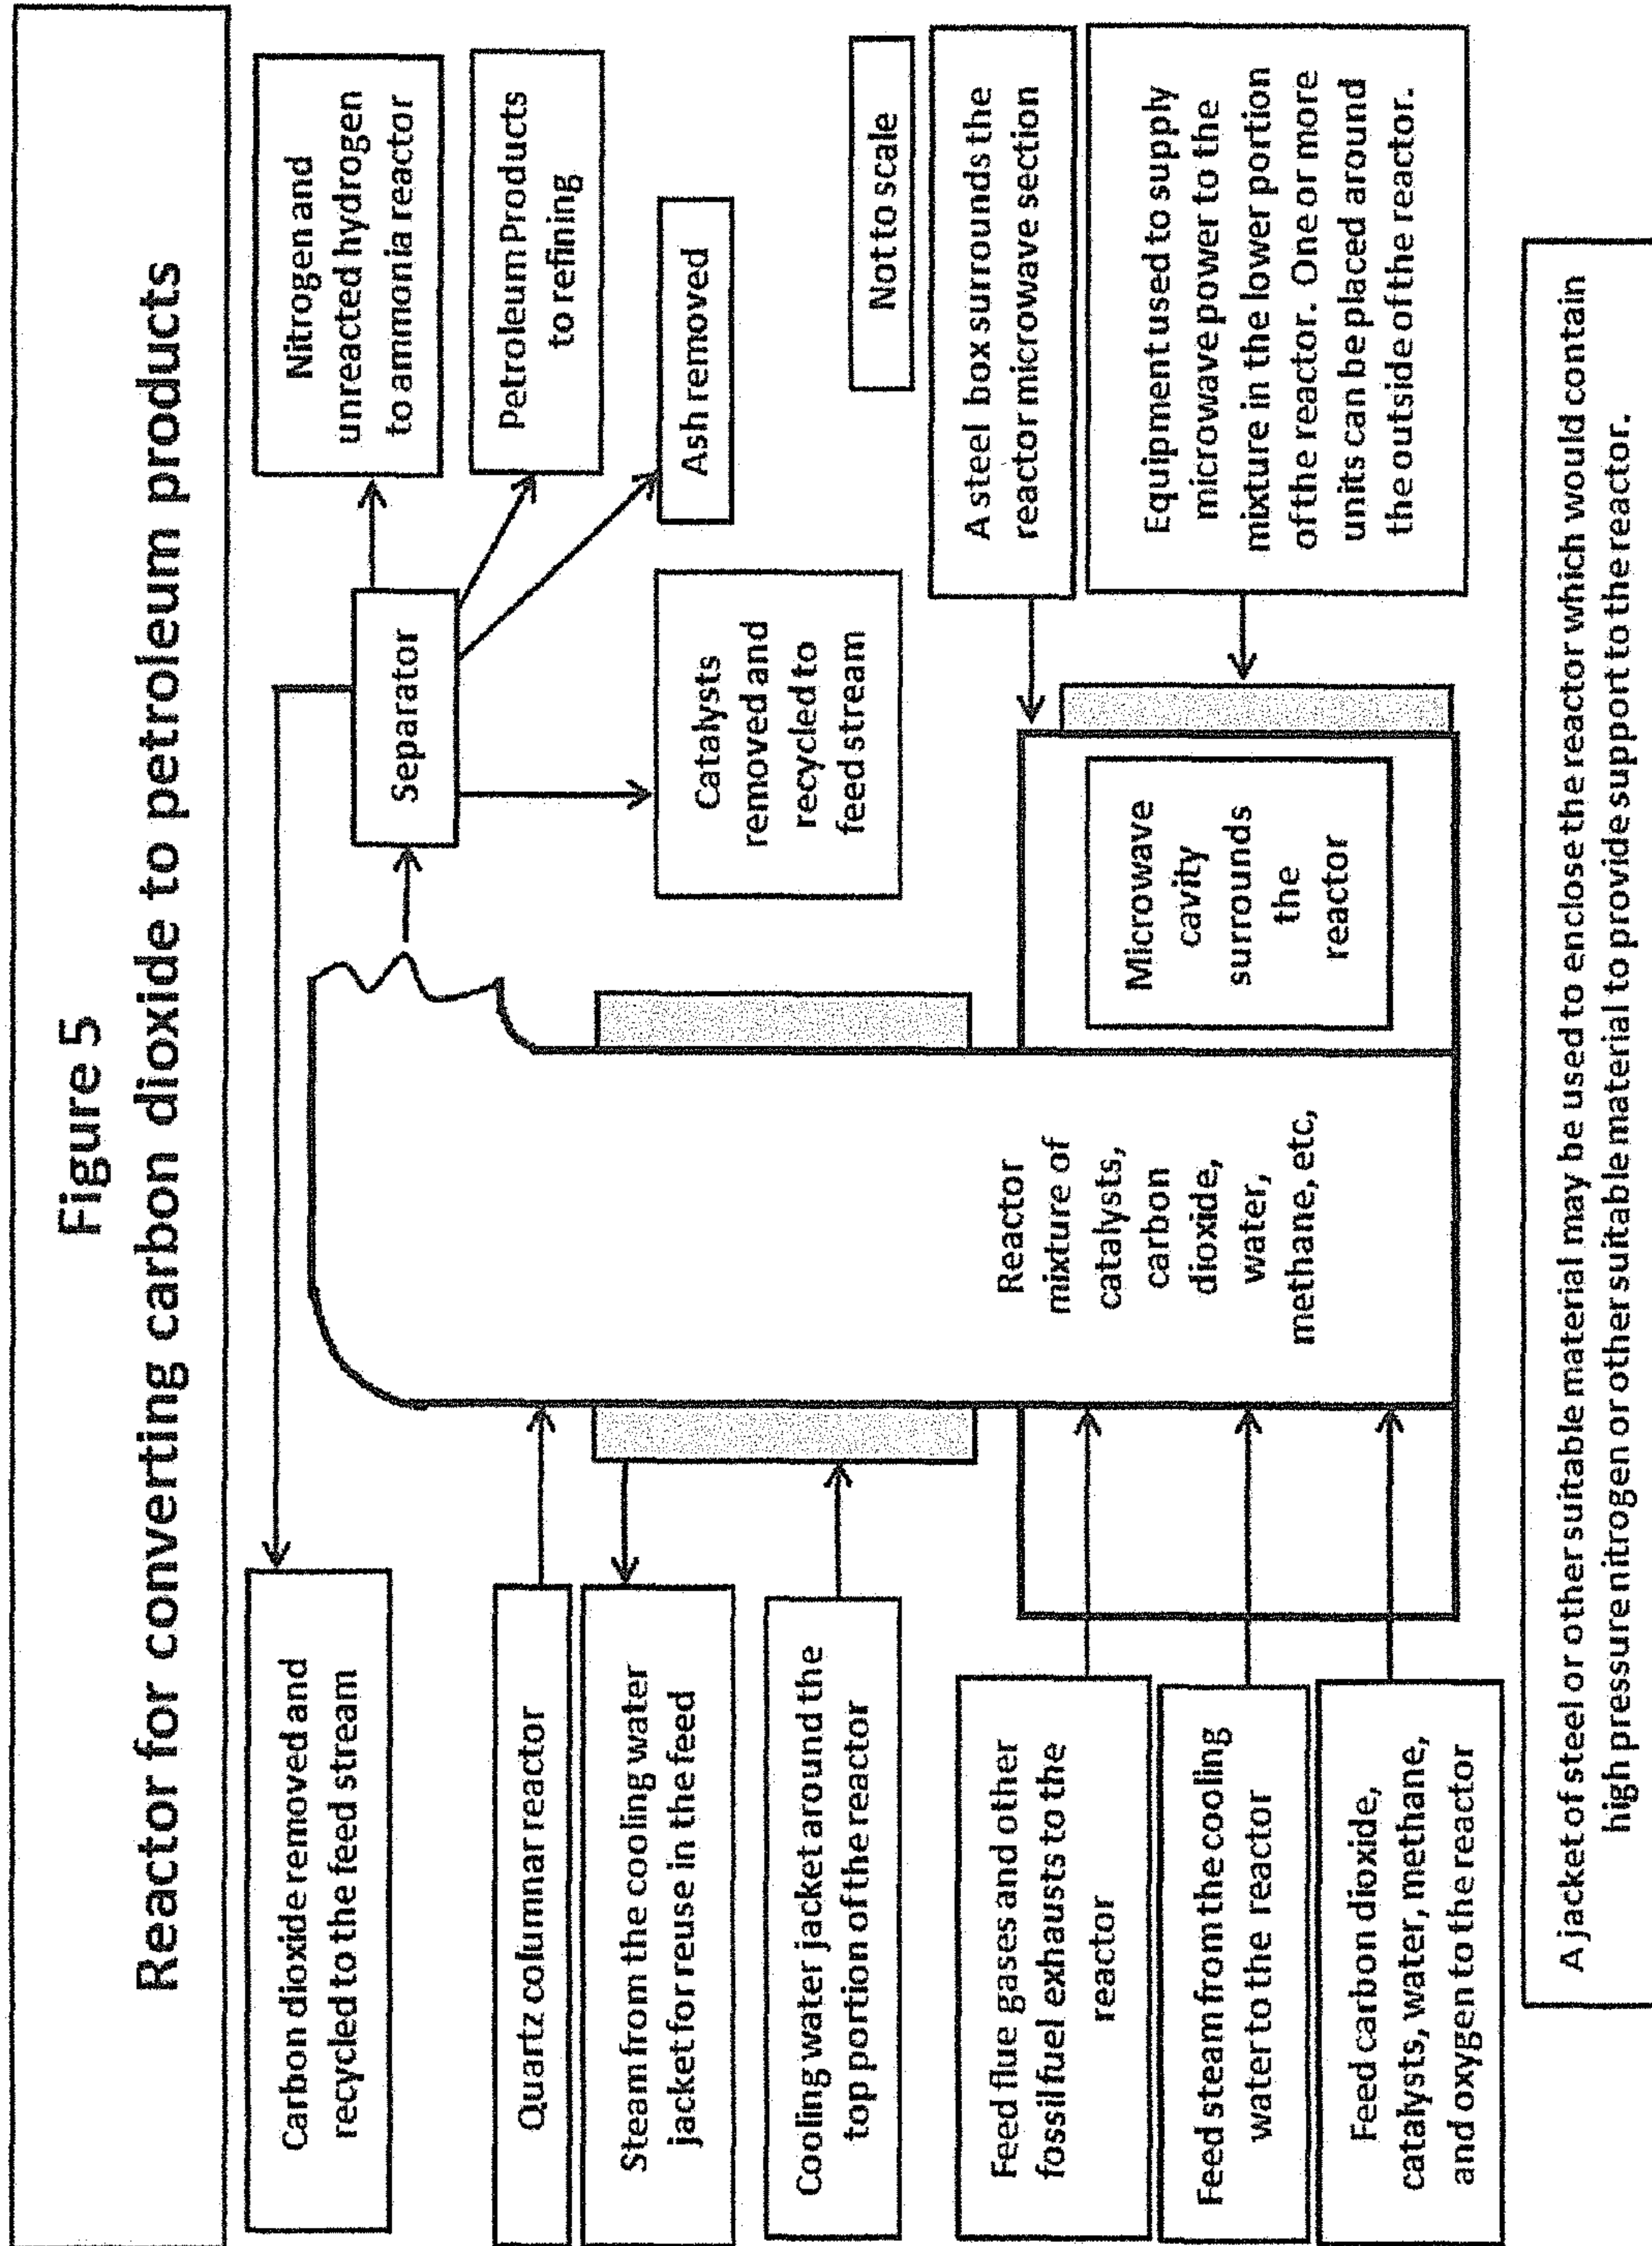 Figure 5
Reactor for converting carbon dioxide to petroleum products
Carbon dioxide removed and
recycled to the feed stream
Nitrogen and
unreacted hydrogen
to ammonia reactor
Separator
Petroleum Products
to refining
Ash removed
Quartz columnar reactor
Steam from the cooling water
jacket for reuse in the feed
Catalysts
removed and
recycled to
feed stream
Cooling water jacket around the
top portion of the reactor
Not to scale
A steel box surrounds the
reactor microwave section
Feed flue gases and other
fossil fuel exhausts to the
reactor
Reactor
mixture of
catalysts,
carbon
dioxide,
water,
methane, etc,
Microwave
cavity
surrounds
the
reactor
Equipment used to supply
microwave power to the
mixture in the lower portion
of the reactor. One or more
units can be placed around
the outside of the reactor.
Feed steam from the cooling
water to the reactor
Feed carbon dioxide,
catalysts, water, methane,
and oxygen to the reactor
A jacket of steel or other suitable material may be used to enclose the reactor which would contain
high pressure nitrogen or other suitable material to provide support to the reactor.